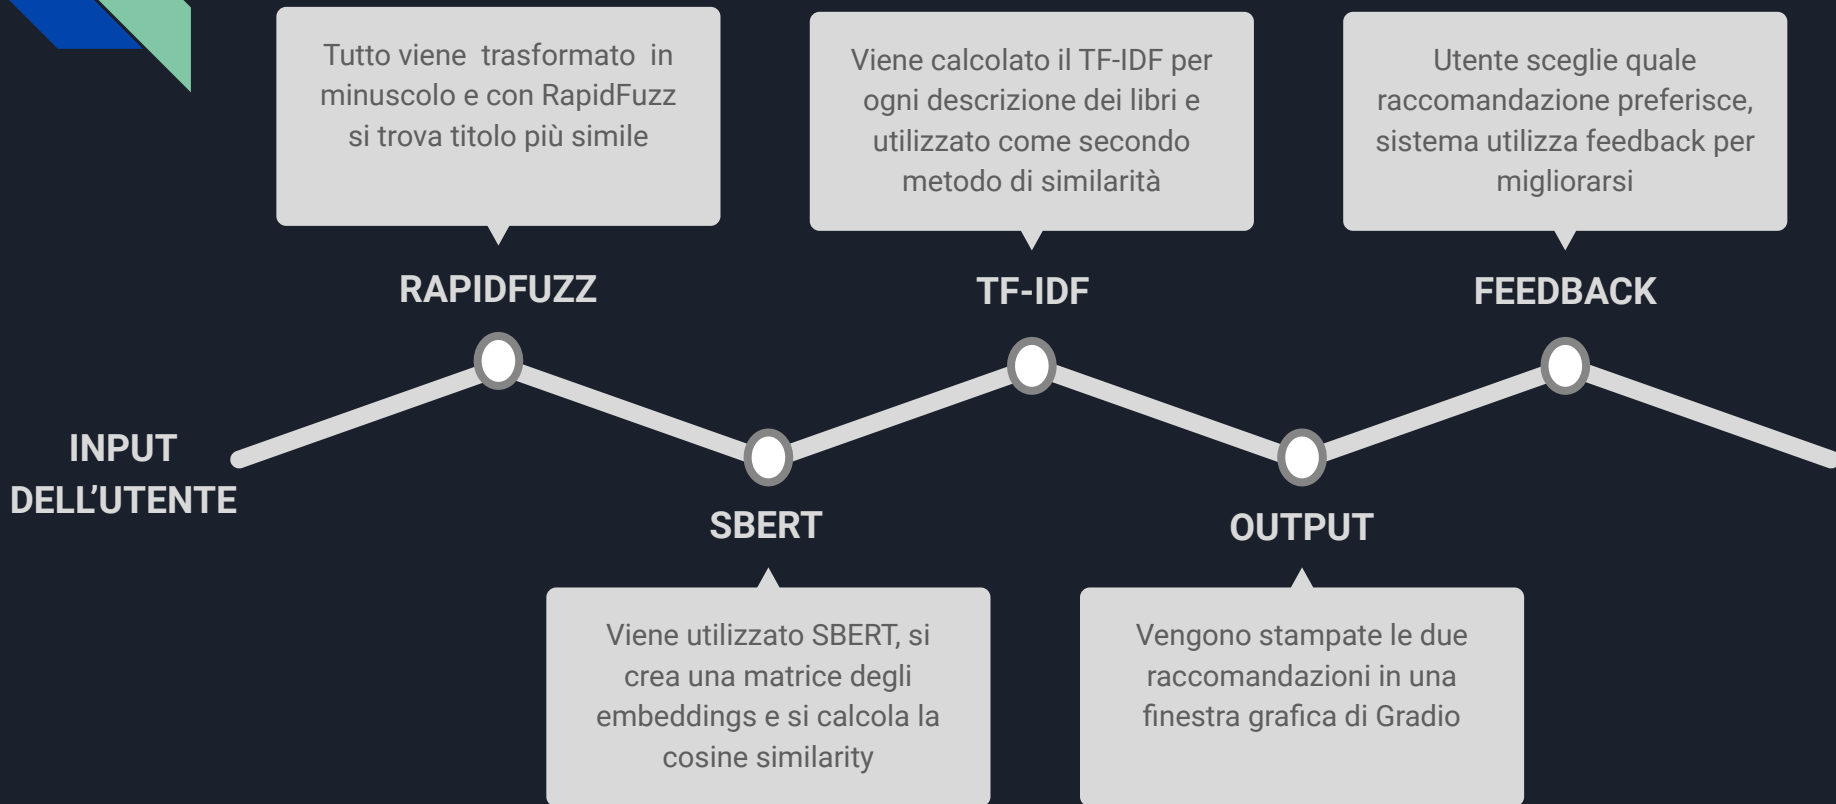 INPUT
DELL'UTENTE
Tutto viene  trasformato  in
minuscolo e con RapidFuzz
si trova titolo più simile
RAPIDFUZZ
SBERT
Viene utilizzato SBERT, si
crea una matrice degli
embeddings e si calcola la
cosine similarity
Viene calcolato il TF-IDF per
ogni descrizione dei libri e
utilizzato come secondo
metodo di similarità
TF-IDF
OUTPUT
Vengono stampate le due
raccomandazioni in una
finestra grafica di Gradio
Utente sceglie quale
raccomandazione preferisce,
sistema utilizza feedback per
migliorarsi
FEEDBACK